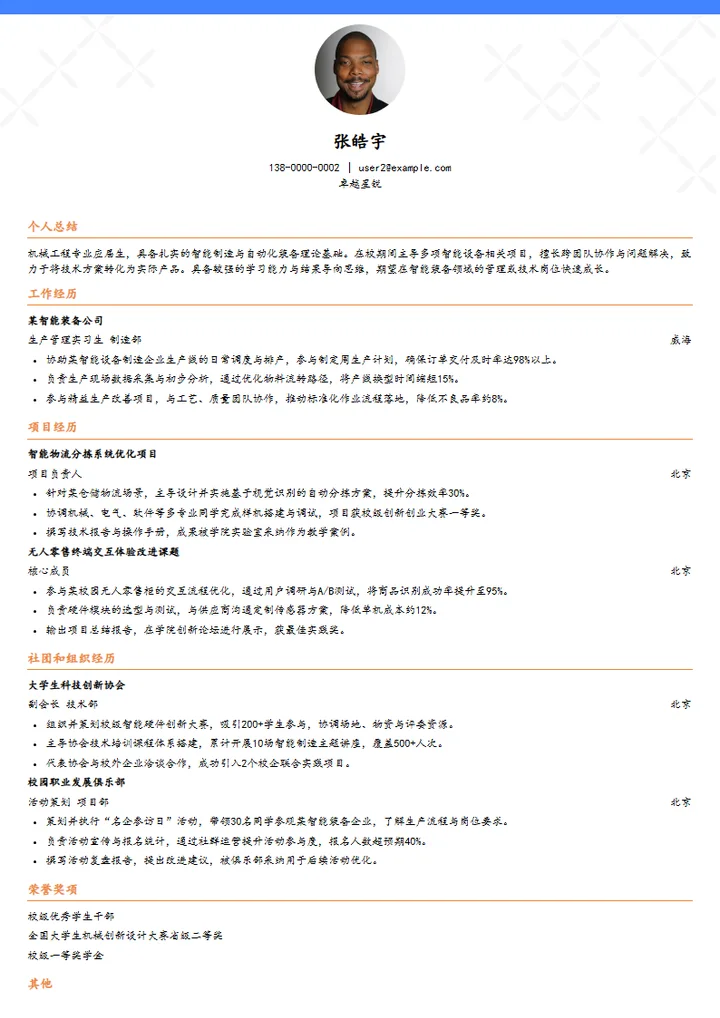 张皓宇
138-0000-0002 | user2@example.com
卓越星锐
个人总结
机械工程专业应届生，具备扎实的智能制造与自动化装备理论基础。在校期间主导多项智能设备相关项目，擅长跨团队协作与问题解决，致
力于将技术方案转化为实际产品。具备敏锐的学习能力与结果导向思维，期望在智能装备领域的管理或技术岗位快速成长。
工作经历
某智能装备公司
生产管理实习生 制造部 威海
• 协助某智能设备制造企业生产线的日常调度与排产，参与制定周生产计划，确保订单交付及时率达98%以上。
• 负责生产现场数据采集与初步分析，通过优化物料流转路径，将产线换型时间缩短15%。
• 参与精益生产改善项目，与工艺、质量团队协作，推动标准化作业流程落地，降低不良品率约8%。
项目经历
智能物流分拣系统优化项目
项目负责人 北京
• 针对某仓储物流场景，主导设计并实施基于视觉识别的自动分拣方案，提升分拣效率30%。
• 协调机械、电气、软件等多专业同学完成样机搭建与调试，项目获校级创新创业大赛一等奖。
• 撰写技术报告与操作手册，成果被学院实验室采纳作为教学案例。
无人零售终端交互体验改进课题
核心成员 北京
• 参与某校园无人零售柜的交互流程优化，通过用户调研与A/B测试，将商品识别成功率提升至95%。
• 负责硬件模块的选型与测试，与供应商沟通定制传感器方案，降低单机成本约12%。
• 输出项目总结报告，在学院创新论坛进行展示，获最佳实践奖。
社团和组织经历
大学生科技创新协会
副会长 技术部 北京
• 组织并策划校级智能硬件创新大赛，吸引200+学生参与，协调场地、物资与评委资源。
• 主导协会技术培训课程体系搭建，累计开展10场智能制造主题讲座，覆盖500+人次。
• 代表协会与校外企业洽谈合作，成功引入2个校企联合实践项目。
校园职业发展俱乐部
活动策划 项目部 北京
• 策划并执行“名企参访日”活动，带领30名同学参观某智能装备企业，了解生产流程与岗位要求。
• 负责活动宣传与报名统计，通过社群运营提升活动参与度，报名人数超预期40%。
• 撰写活动复盘报告，提出改进建议，被俱乐部采纳用于后续活动优化。
荣誉奖项
校级优秀学生干部
全国大学生机械创新设计大赛省级二等奖
校级一等奖学金
其他